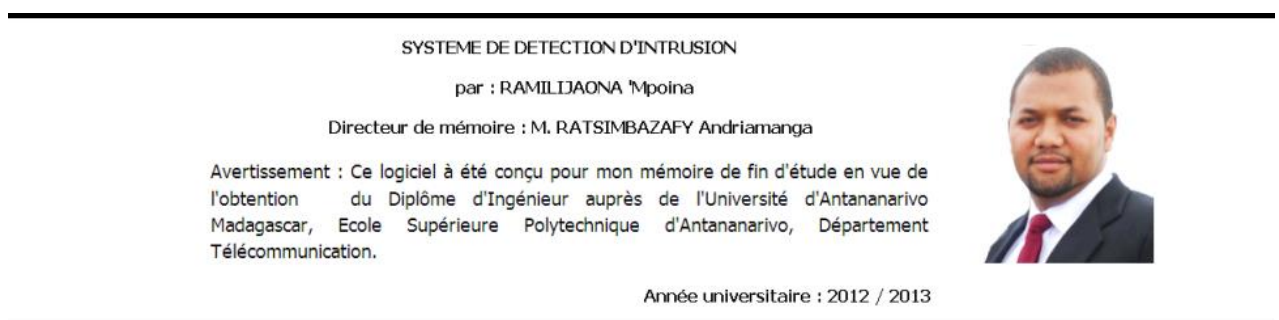 SYSTEME DE DETECTION D'INTRUSION
par : RAMILIJAONA 'Mpoina
Directeur de mémoire : M. RATSIMBAZAFY Andriamanga
Avertissement : Ce logiciel à été conçu pour mon mémoire de fin d'étude en vue de
l'obtention du Diplôme d'Ingénieur auprès de l'Université d'Antananarivo
Madagascar, Ecole Supérieure Polytechnique d'Antananarivo, Département
Télécommunication.
Année universitaire : 2012 / 2013